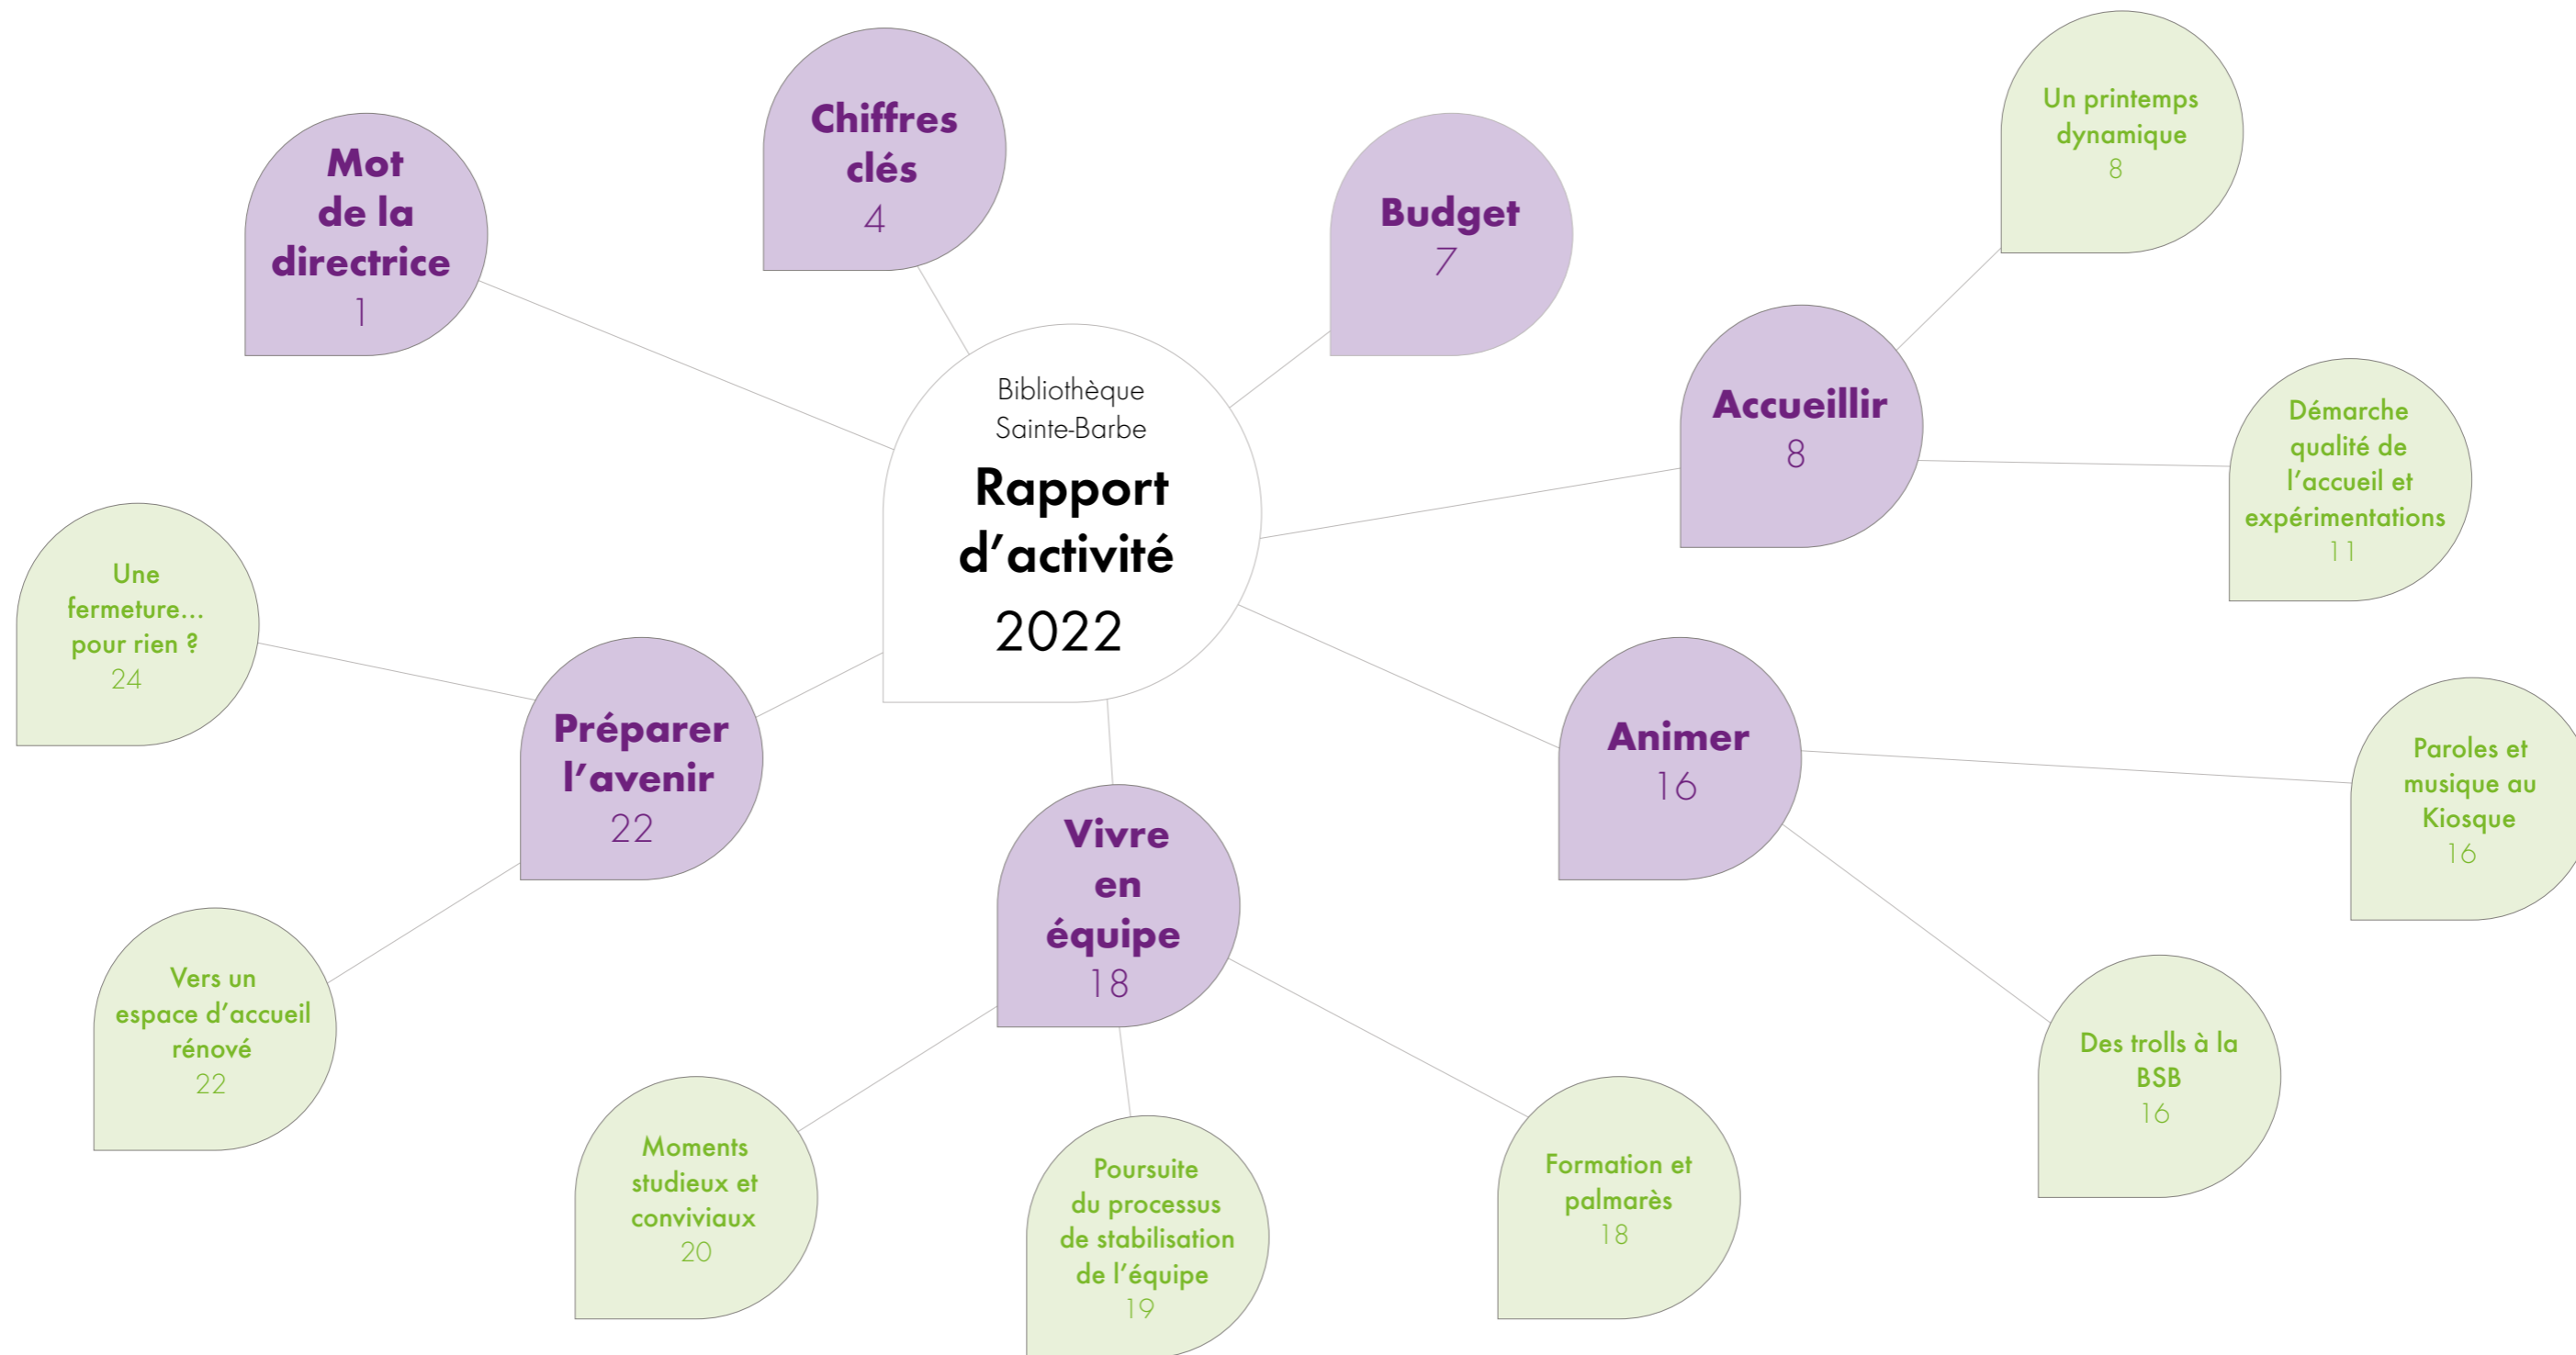 Bibliothèque
Sainte-Barbe
Rapport
d’activité
2022
Mot
de la
directrice
1
Chiffres
clés
4
Budget
7
Accueillir
8
Un printemps
dynamique
8
Démarche
qualité de
l’accueil et
expérimentations
11
Animer
16
Paroles et
musique au
Kiosque
16
Des trolls à la
BSB
16
Vivre
en
équipe
18
Formation et
palmarès
18
Poursuite
du processus
de stabilisation
de l’équipe
19
Moments
studieux et
conviviaux
20
Préparer
l’avenir
22
Vers un
espace d’accueil
rénové
22
Une
fermeture...
pour rien ?
24